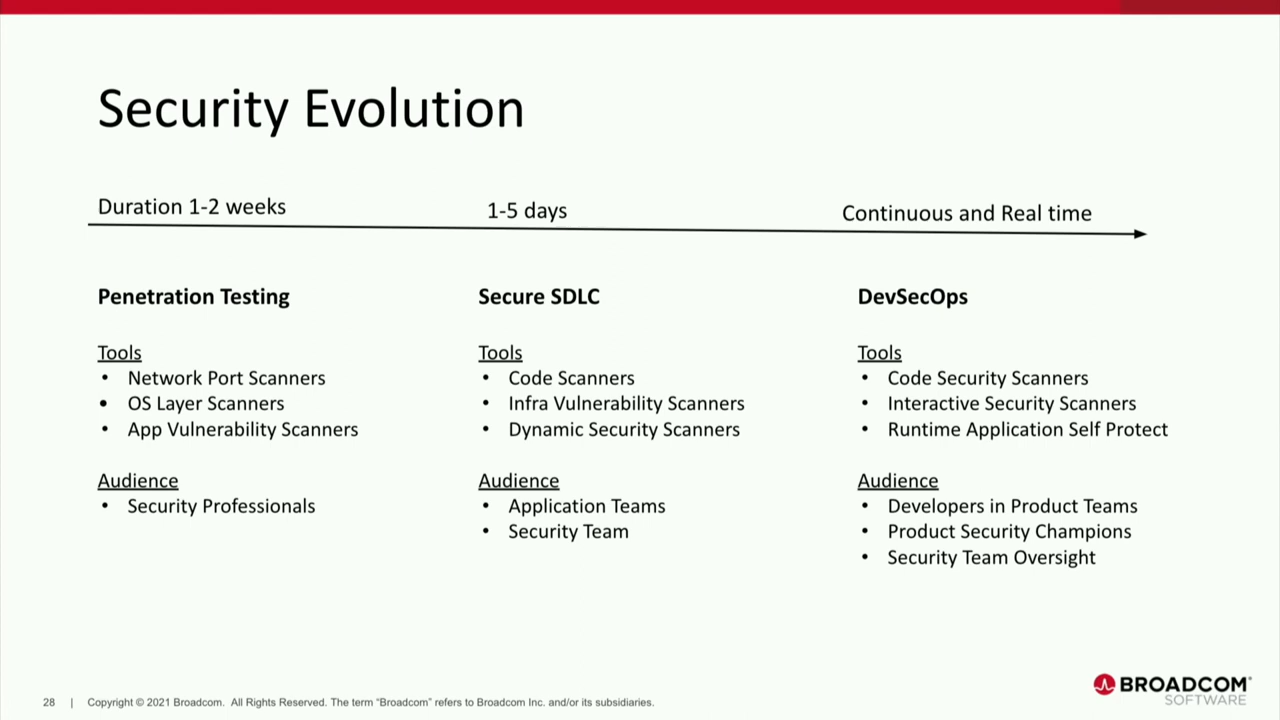 Security Evolution
Duration 1-2 weeks
1-5 days
Continuous and Real time
Penetration Testing
Tools
• Network Port Scanners
• OS Layer Scanners
• App Vulnerability Scanners
Audience
• Security Professionals
Secure SDLC
Tools
• Code Scanners
• Infra Vulnerability Scanners
• Dynamic Security Scanners
Audience
• Application Teams
• Security Team
DevSecOps
Tools
• Code Security Scanners
• Interactive Security Scanners
• Runtime Application Self Protect
Audience
• Developers in Product Teams
• Product Security Champions
• Security Team Oversight
28 | Copyright © 2021 Broadcom. All Rights Reserved. The term “Broadcom” refers to Broadcom Inc. and/or its subsidiaries.
BROADCOM®
SOFTWARE